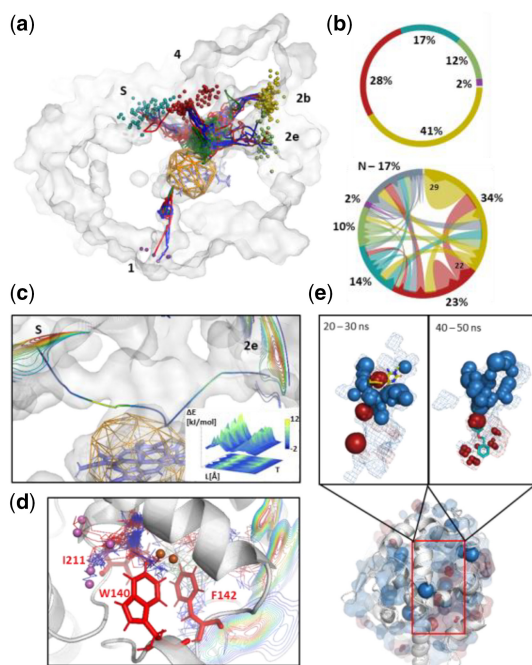 (a)
4
S
2b
2e
1
(b)
17%
12%
28%
2%
41%
N – 17%
29
2%
34%
10%
22
14%
23%
(c)
S
2e
ΔE
[kJ/mol]
12
-2
L[Å]
T
(d)
I211
W140
F142
(e)
20 – 30 ns
40 – 50 ns